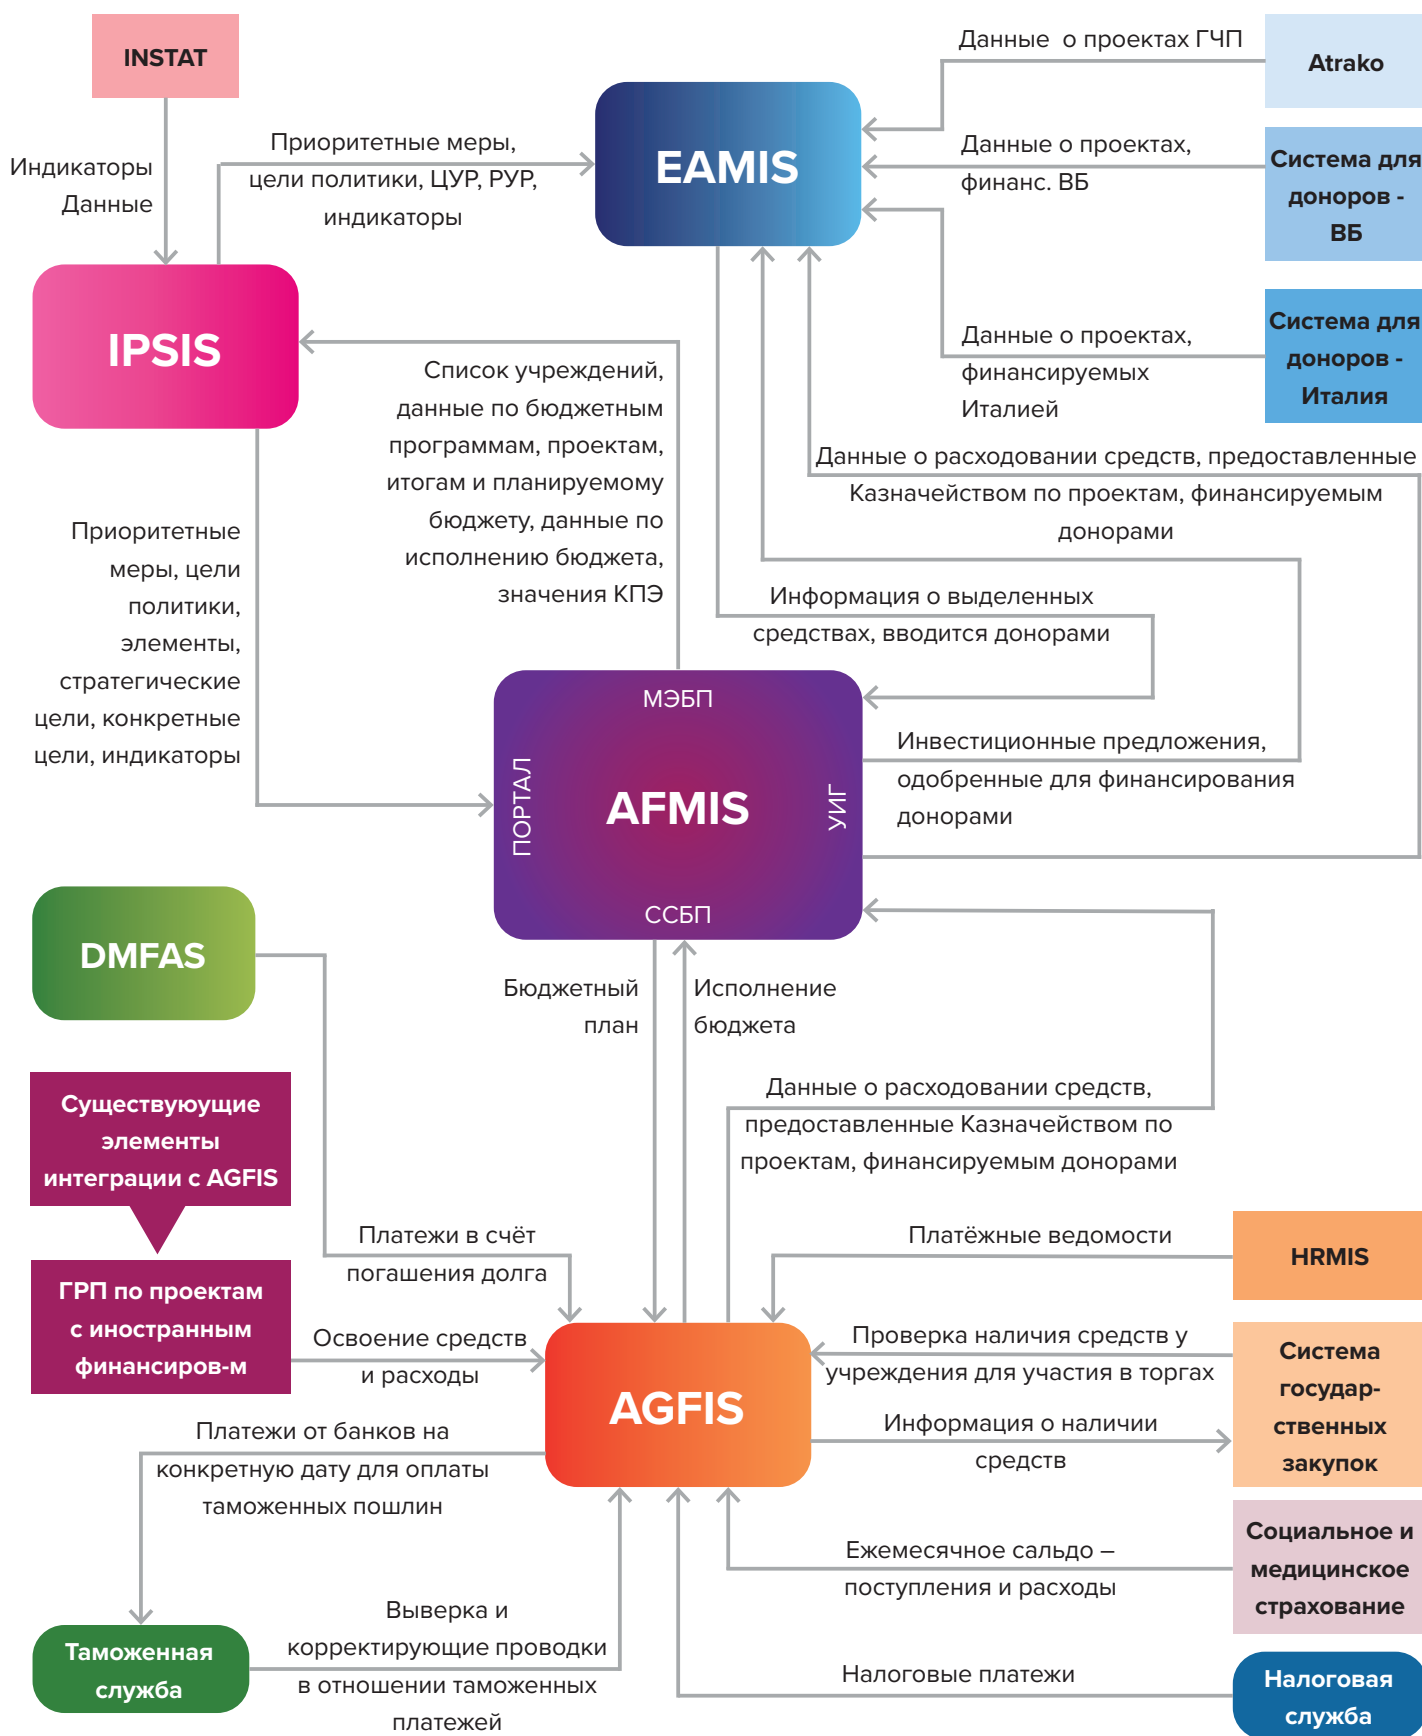 INSTAT
Данные о проектах ГЧП
Atrako
Индикаторы
Данные
Приоритетные меры,
цели политики, ЦУР, РУР,
индикаторы
EAMIS
Данные о проектах,
финанс. ВБ
Система для
доноров -
ВБ
IPSIS
Данные о проектах,
финансируемых
Италией
Система для
доноров -
Италия
Список учреждений,
данные по бюджетным
программам, проектам,
итогам и планируемому
бюджету, данные по
исполнению бюджета,
значения КПЭ
Данные о расходовании средств, предоставленные
Казначейством по проектам, финансируемым
донорами
Приоритетные
меры, цели
политики,
элементы,
стратегические
цели, конкретные
цели, индикаторы
Информация о выделенных
средствах, вводится донорами
МЭБП
ПОРТАЛ
AFMIS
УИГ
ССБП
Инвестиционные предложения,
одобренные для финансирования
донорами
DMFAS
Бюджетный
план
Исполнение
бюджета
Существуюущие
элементы
интеграции с AGFIS
Данные о расходовании средств,
предоставленные Казначейством по
проектам, финансируемым донорами
Платежи в счёт
погашения долга
Платёжные ведомости
HRMIS
ГРП по проектам
с иностранным
финансиров-м
Освоение средств
и расходы
AGFIS
Проверка наличия средств у
учреждения для участия в торгах
Информация о наличии
средств
Система
государ-
ственных
закупок
Платежи от банков на
конкретную дату для оплаты
таможенных пошлин
Ежемесячное сальдо –
поступления и расходы
Социальное и
медицинское
страхование
Таможенная
служба
Выверка и
корректирующие проводки
в отношении таможенных
платежей
Налоговые платежи
Налоговая
служба